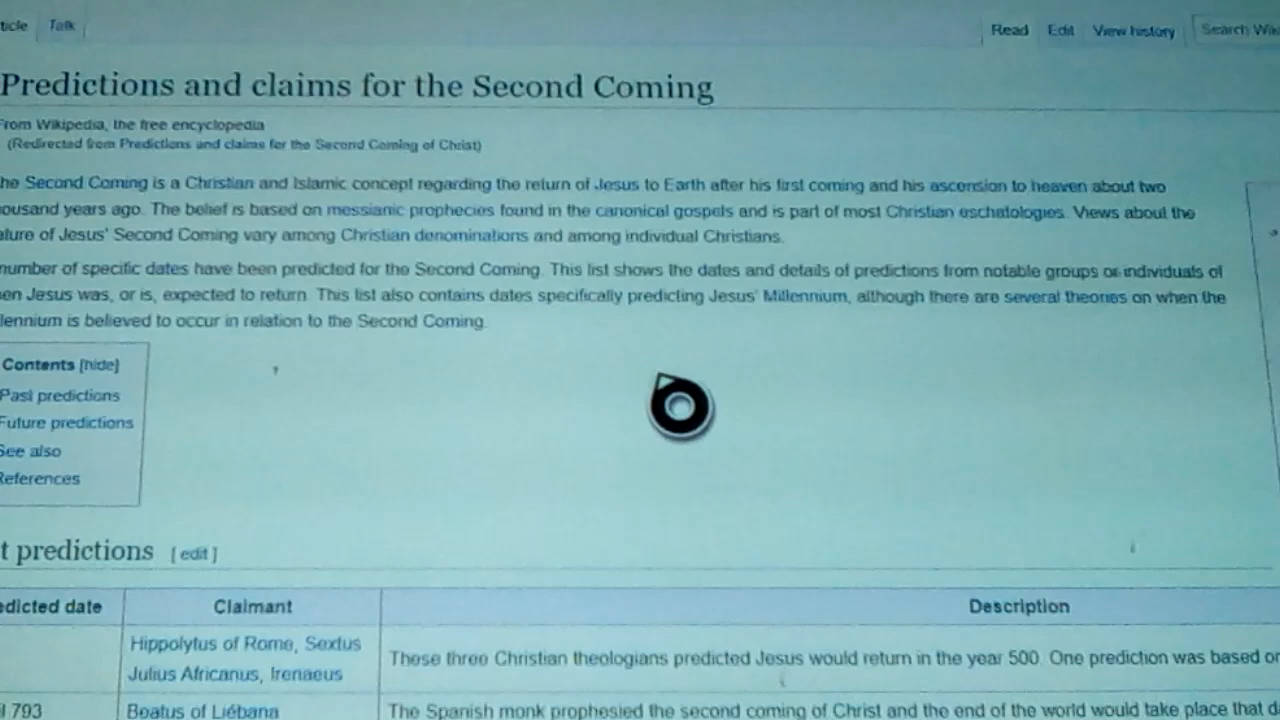 ticle Talk Read Edit View history Search Wik
Predictions and claims for the Second Coming
From Wikipedia, the free encyclopedia
(Redirected from Predictions and claims for the Second Coming of Christ)
he Second Coming is a Christian and Islamic concept regarding the return of Jesus to Earth after his first coming and his ascension to heaven about two
ousand years ago. The belief is based on messianic prophecies found in the canonical gospels and is part of most Christian eschatologies. Views about the
ature of Jesus' Second Coming vary among Christian denominations and among individual Christians.
number of specific dates have been predicted for the Second Coming. This list shows the dates and details of predictions from notable groups or individuals of
en Jesus was, or is, expected to return. This list also contains dates specifically predicting Jesus' Millennium, although there are several theories on when the
lennium is believed to occur in relation to the Second Coming.
Contents [hide]
Past predictions
Future predictions
See also
References
t predictions [ edit ]
edicted date Claimant Description
Hippolytus of Rome, Sextus
Julius Africanus, Irenaeus
These three Christian theologians predicted Jesus would return in the year 500. One prediction was based on
il 793 Beatus of Liébana The Spanish monk prophesied the second coming of Christ and the end of the world would take place that d